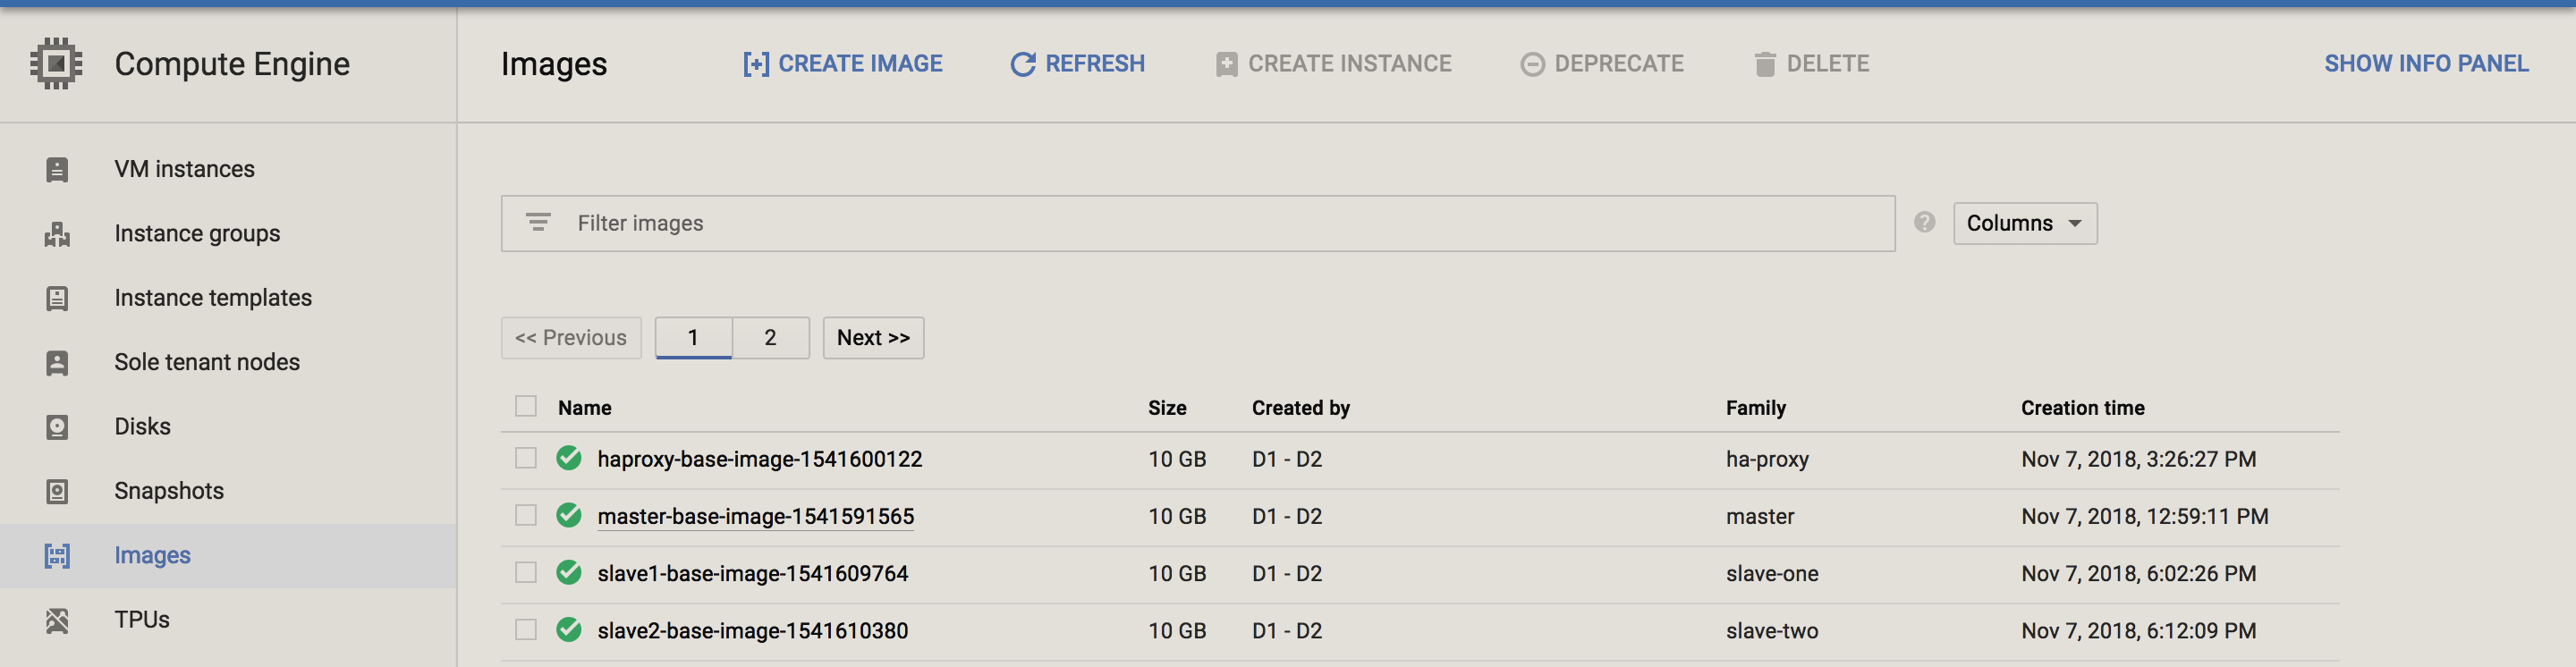 Compute Engine
Images
CREATE IMAGE
REFRESH
CREATE INSTANCE
DEPRECATE
DELETE
SHOW INFO PANEL
VM instances
Instance groups
Instance templates
Sole tenant nodes
Disks
Snapshots
Images
TPUs
Filter images
Columns
<< Previous 1 2 Next >>
Name Size Created by Family Creation time
haproxy-base-image-1541600122 10 GB D1 - D2 ha-proxy Nov 7, 2018, 3:26:27 PM
master-base-image-1541591565 10 GB D1 - D2 master Nov 7, 2018, 12:59:11 PM
slave1-base-image-1541609764 10 GB D1 - D2 slave-one Nov 7, 2018, 6:02:26 PM
slave2-base-image-1541610380 10 GB D1 - D2 slave-two Nov 7, 2018, 6:12:09 PM